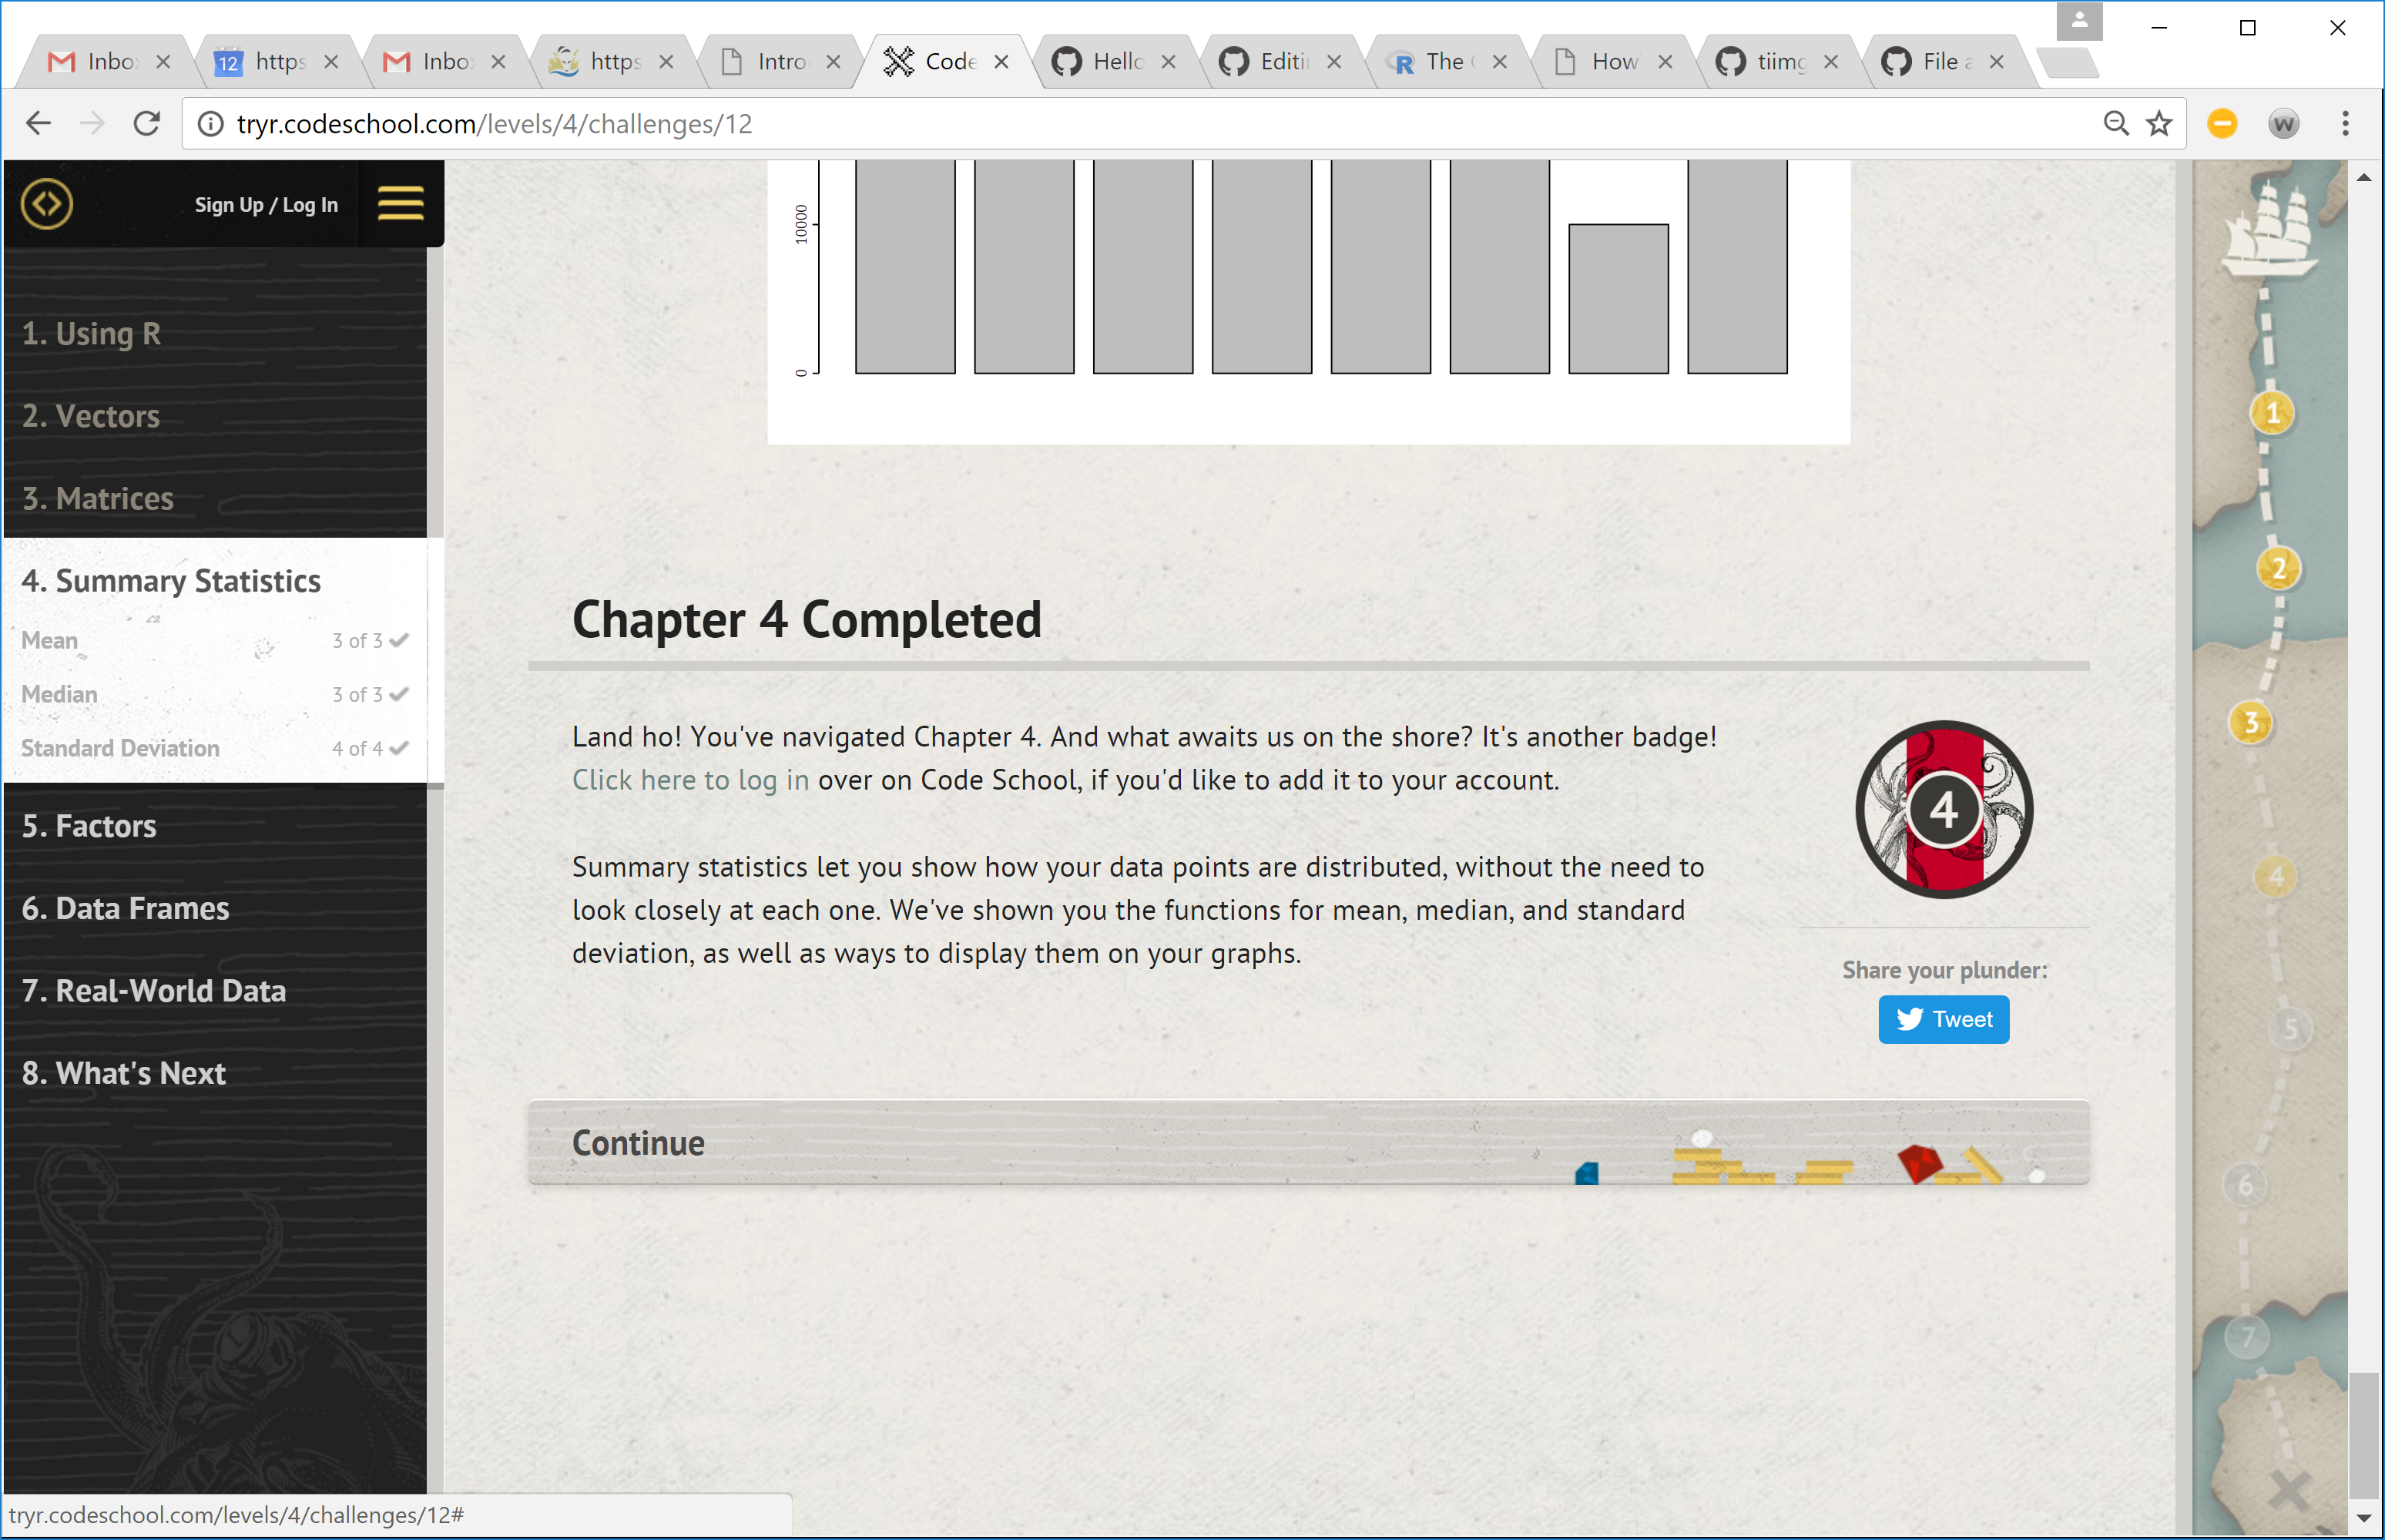 Inbo
12
https
Inbo
https
Intro
Code
Hello
Editi
R
The
How
tiimg
File a
tryr.codeschool.com/levels/4/challenges/12
W
Sign Up / Log In
1. Using R
2. Vectors
3. Matrices
4. Summary Statistics
Mean 3 of 3
Median 3 of 3
Standard Deviation 4 of 4
5. Factors
6. Data Frames
7. Real-World Data
8. What's Next
10000
0
Chapter 4 Completed
Land ho! You've navigated Chapter 4. And what awaits us on the shore? It's another badge!
Click here to log in over on Code School, if you'd like to add it to your account.
Summary statistics let you show how your data points are distributed, without the need to
look closely at each one. We've shown you the functions for mean, median, and standard
deviation, as well as ways to display them on your graphs.
4
Share your plunder:
Tweet
Continue
1
2
3
4
5
6
7
tryr.codeschool.com/levels/4/challenges/12#